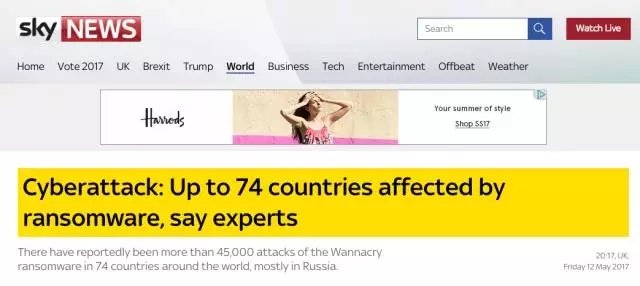 sky NEWS
Search
Watch Live
Home Vote 2017 UK Brexit Trump World Business Tech Entertainment Offbeat Weather
Harrods
Your summer of style
Shop SS17
Cyberattack: Up to 74 countries affected by
ransomware, say experts
There have reportedly been more than 45,000 attacks of the Wannacry
ransomware in 74 countries around the world, mostly in Russia.
20:17, UK,
Friday 12 May 2017